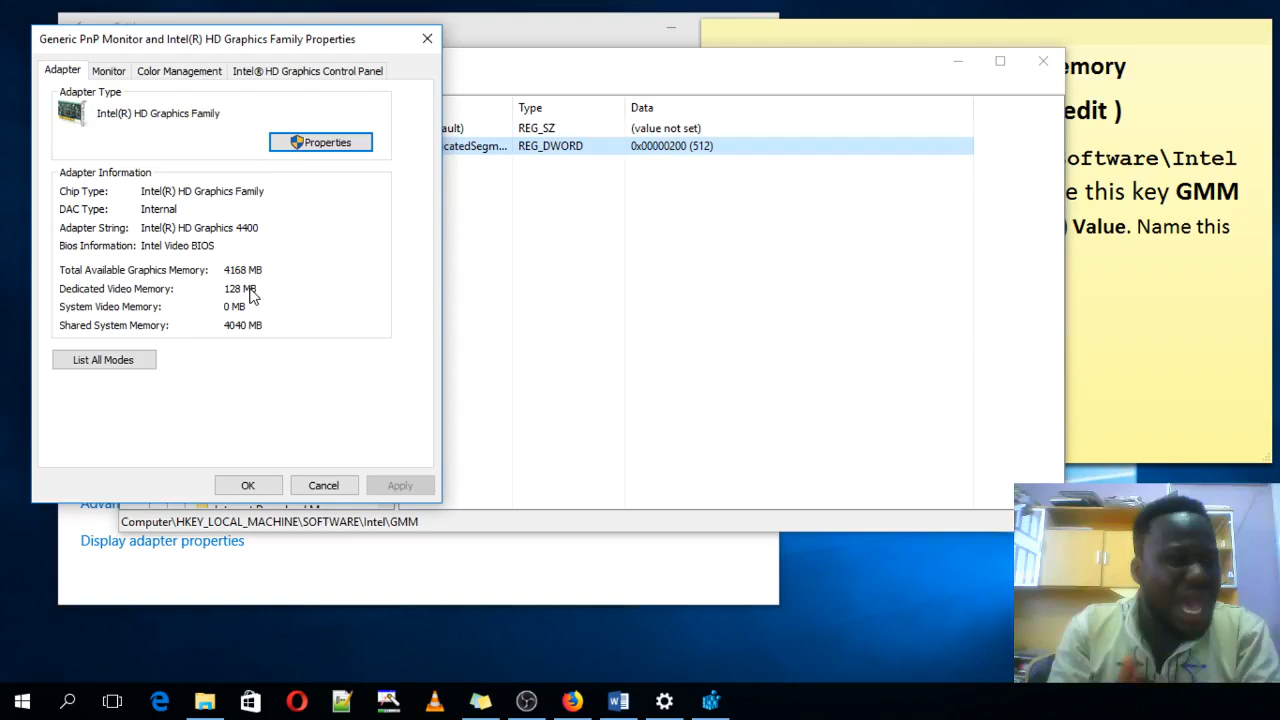 Generic PnP Monitor and Intel(R) HD Graphics Family Properties
Adapter
Monitor
Color Management
Intel® HD Graphics Control Panel
Adapter Type
Intel(R) HD Graphics Family
Properties
Adapter Information
Chip Type: Intel(R) HD Graphics Family
DAC Type: Internal
Adapter String: Intel(R) HD Graphics 4400
Bios Information: Intel Video BIOS
Total Available Graphics Memory: 4168 MB
Dedicated Video Memory: 128 MB
System Video Memory: 0 MB
Shared System Memory: 4040 MB
List All Modes
OK
Cancel
Apply
Type
Data
ault)
REG_SZ
(value not set)
catedSegm...
REG_DWORD
0x00000200 (512)
Computer\HKEY_LOCAL_MACHINE\SOFTWARE\Intel\GMM
Advan
Display adapter properties
emory
edit )
oftware\Intel
e this key GMM
) Value. Name this